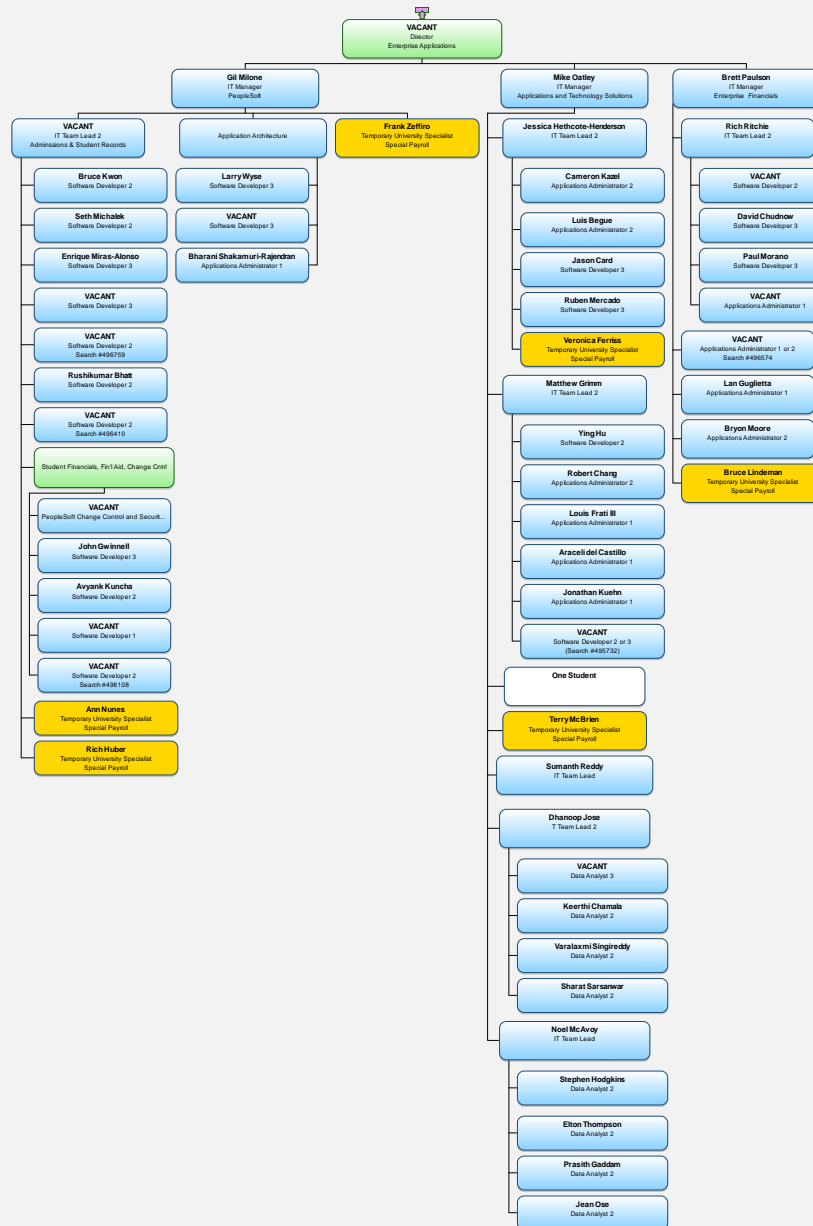 VACANT
Director
Enterprise Applications
Gil Milone
IT Manager
PeopleSoft
VACANT
IT Team Lead 2
Admissions & Student Records
Bruce Kwon
Software Developer 2
Seth Michalek
Software Developer 2
Enrique Miras-Alonso
Software Developer 3
VACANT
Software Developer 3
VACANT
Software Developer 2
Search #496759
Rushikumar Bhatt
Software Developer 2
VACANT
Software Developer 2
Search #496410
Student Financials, Fin'l Aid, Change Cntrl
VACANT
PeopleSoft Change Control and Securit...
John Gwinnell
Software Developer 3
Avyank Kuncha
Software Developer 2
VACANT
Software Developer 1
VACANT
Software Developer 2
Search #496108
Ann Nunes
Temporary University Specialist
Special Payroll
Rich Huber
Temporary University Specialist
Special Payroll
Application Architecture
Larry Wyse
Software Developer 3
VACANT
Software Developer 3
Bharani Shakamuri-Rajendran
Applications Administrator 1
Frank Zeffiro
Temporary University Specialist
Special Payroll
Mike Oatley
IT Manager
Applications and Technology Solutions
Jessica Hethcote-Henderson
IT Team Lead 2
Cameron Kazel
Applications Administrator 2
Luis Begue
Applications Administrator 2
Jason Card
Software Developer 3
Ruben Mercado
Software Developer 3
Veronica Ferriss
Temporary University Specialist
Special Payroll
Matthew Grimm
IT Team Lead 2
Ying Hu
Software Developer 2
Robert Chang
Applications Administrator 2
Louis Frati III
Applications Administrator 1
Araceli del Castillo
Applications Administrator 1
Jonathan Kuehn
Applications Administrator 1
VACANT
Software Developer 2 or 3
(Search #495732)
One Student
Terry McBrien
Temporary University Specialist
Special Payroll
Sumanth Reddy
IT Team Lead
Dhanoop Jose
T Team Lead 2
VACANT
Data Analyst 3
Keerthi Chamala
Data Analyst 2
Varalaxmi Singireddy
Data Analyst 2
Sharat Sarsanwar
Data Analyst 2
Noel McAvoy
IT Team Lead
Stephen Hodgkins
Data Analyst 2
Elton Thompson
Data Analyst 2
Prasith Gaddam
Data Analyst 2
Jean Ose
Data Analyst 2
Brett Paulson
IT Manager
Enterprise Financials
Rich Ritchie
IT Team Lead 2
VACANT
Software Developer 2
David Chudnow
Software Developer 3
Paul Morano
Software Developer 3
VACANT
Applications Administrator 1
VACANT
Applications Administrator 1 or 2
Search #496574
Lan Guglietta
Applications Administrator 1
Bryon Moore
Applicatons Administrator 2
Bruce Lindeman
Temporary University Specialist
Special Payroll